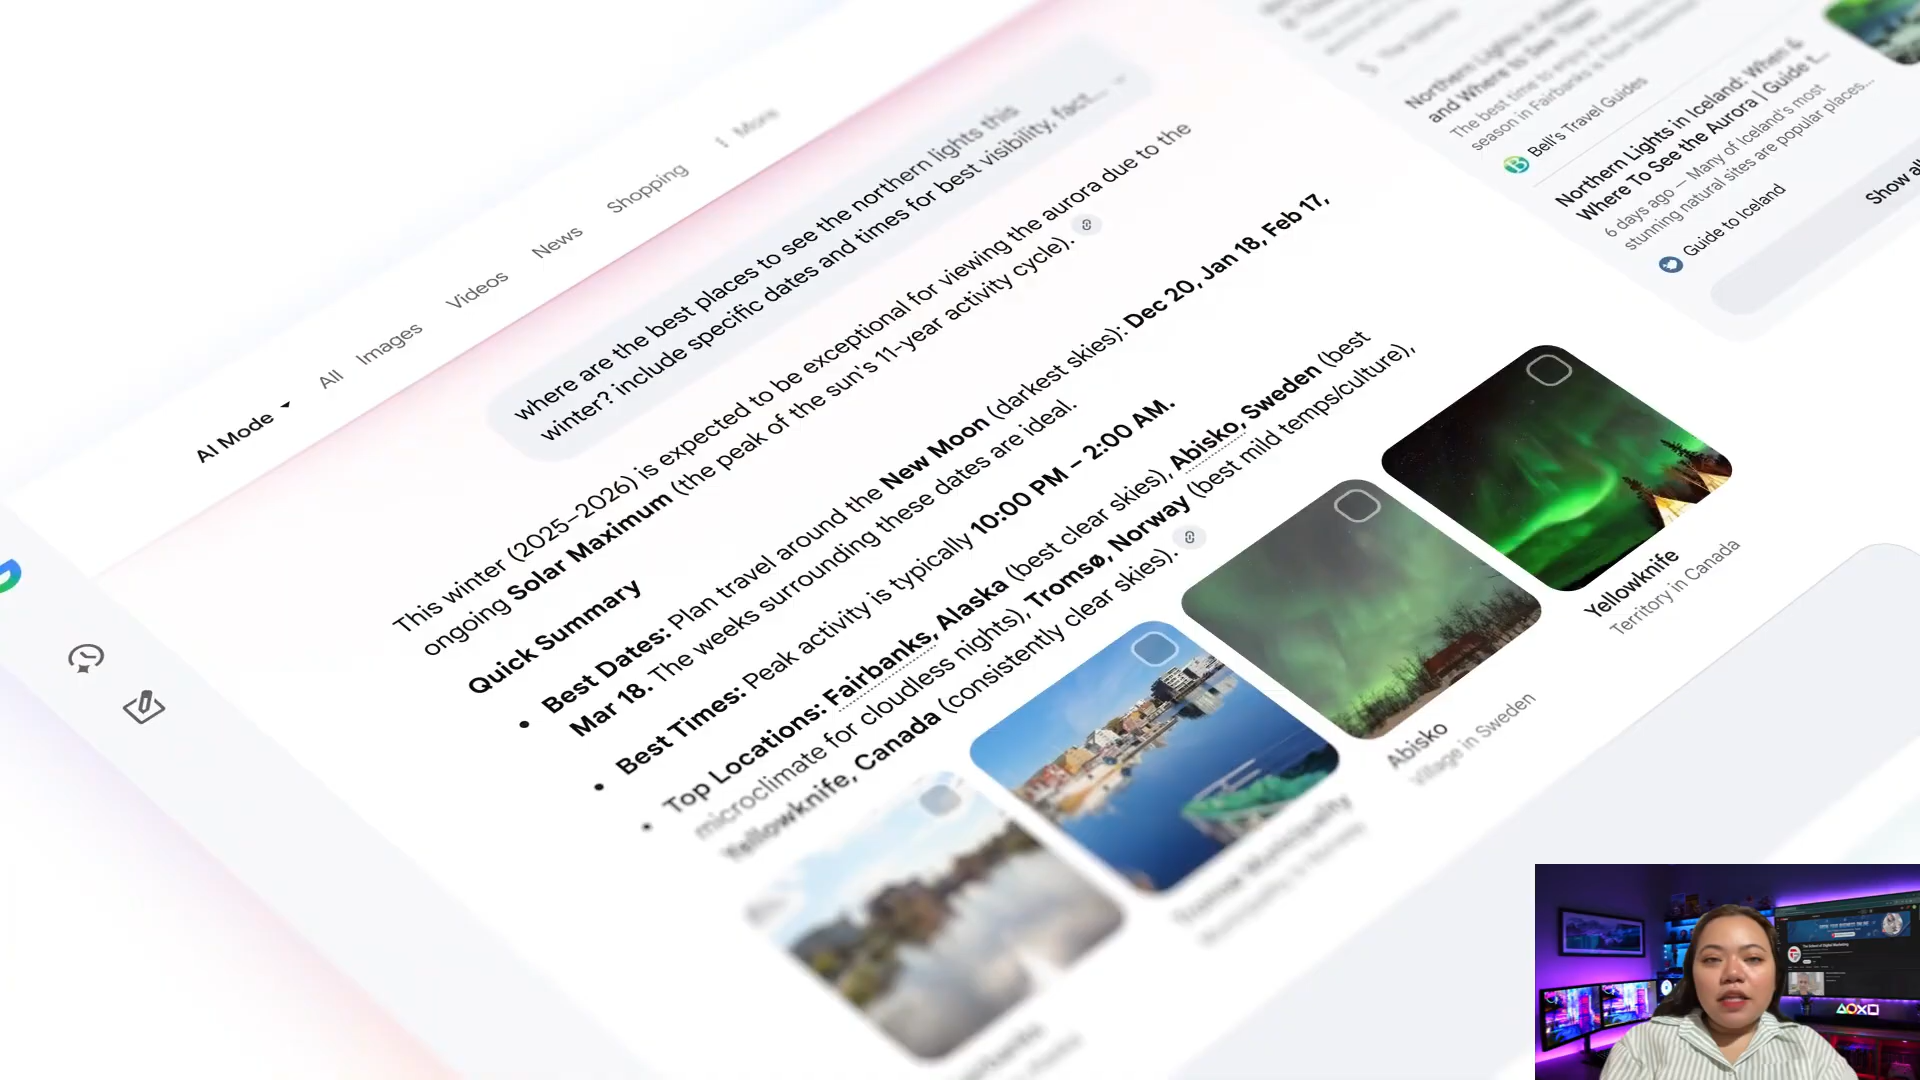 AI Mode
All
Images
Videos
News
Shopping
More
where are the best places to see the northern lights this
winter? include specific dates and times for best visibility, fact...
This winter (2025–2026) is expected to be exceptional for viewing the aurora due to the
ongoing Solar Maximum (the peak of the sun's 11-year activity cycle).
Quick Summary
• Best Dates: Plan travel around the New Moon (darkest skies): Dec 20, Jan 18, Feb 17,
Mar 18. The weeks surrounding these dates are ideal.
• Best Times: Peak activity is typically 10:00 PM – 2:00 AM.
• Top Locations: Fairbanks, Alaska (best clear skies), Abisko, Sweden (best
microclimate for cloudless nights), Tromsø, Norway (best mild temps/culture),
Yellowknife, Canada (consistently clear skies).
Tromsø Municipality
Abisko
Village in Sweden
Yellowknife
Territory in Canada
Northern Lights in
and Where to See Them
The best time to enjoy the
season in Fairbanks is from
Bell's Travel Guides
Northern Lights in Iceland: When &
Where To See the Aurora | Guide t...
6 days ago — Many of Iceland's most
stunning natural sites are popular places...
Guide to Iceland
Show all